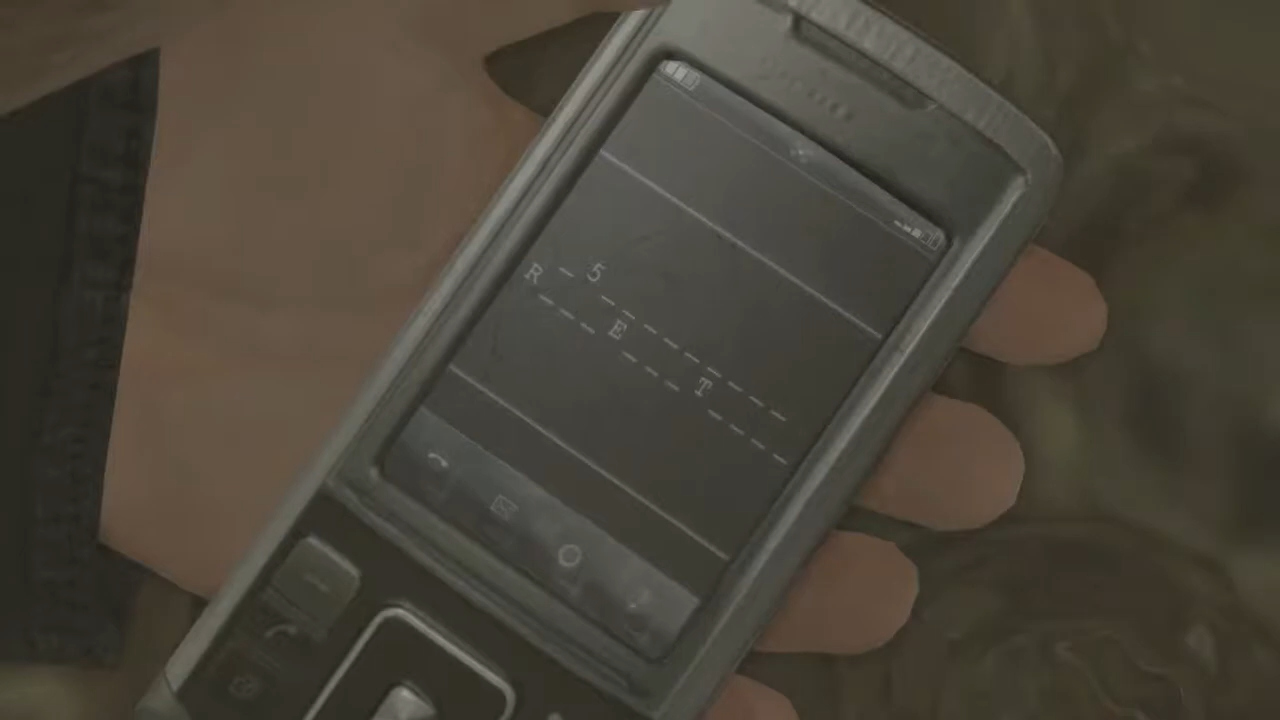 _ 5 _ _ _ _ _ _ _ _ _
R _ _ _ E _ _ _ T _ _ _ _